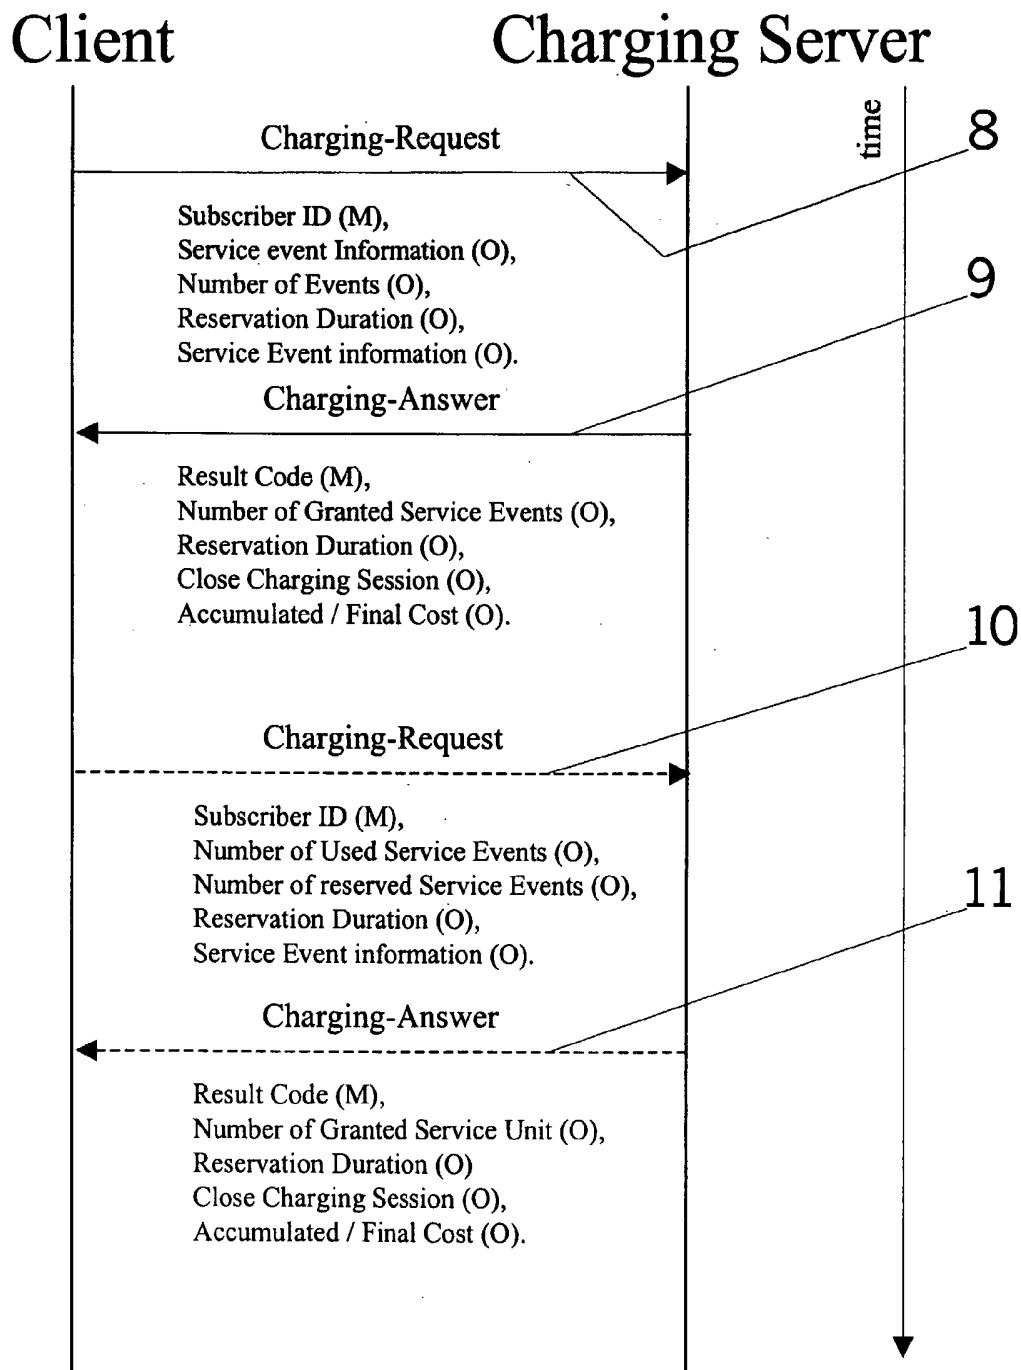 Client
Charging Server
time
Charging-Request
8
Subscriber ID (M),
Service event Information (O),
Number of Events (O),
Reservation Duration (O),
Service Event information (O).
9
Charging-Answer
Result Code (M),
Number of Granted Service Events (O),
Reservation Duration (O),
Close Charging Session (O),
Accumulated / Final Cost (O).
10
Charging-Request
Subscriber ID (M),
Number of Used Service Events (O),
Number of reserved Service Events (O),
Reservation Duration (O),
Service Event information (O).
11
Charging-Answer
Result Code (M),
Number of Granted Service Unit (O),
Reservation Duration (O)
Close Charging Session (O),
Accumulated / Final Cost (O).